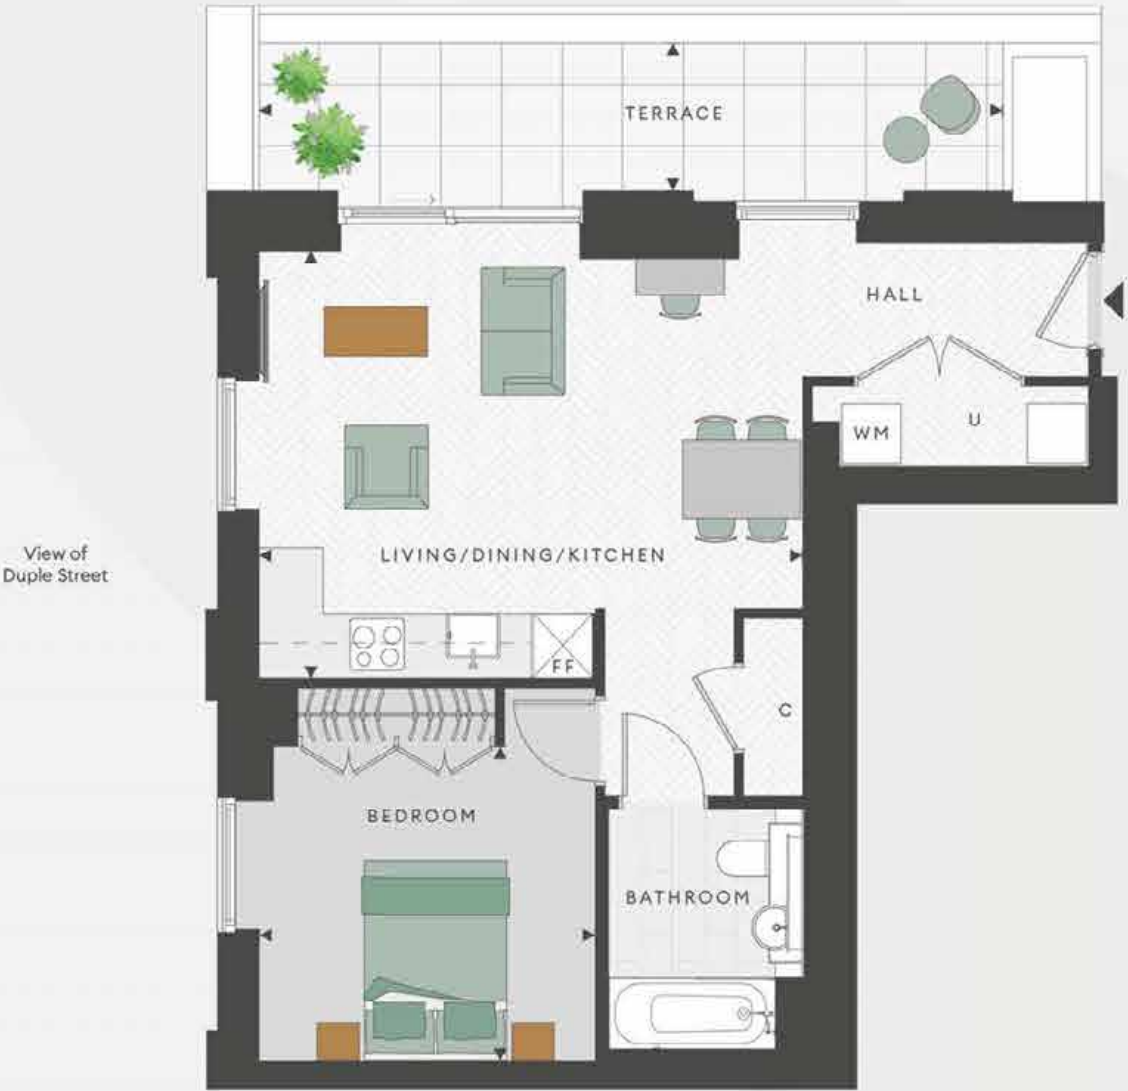 TERRACE
HALL
WM
U
View of
Duple Street
LIVING/DINING/KITCHEN
FF
C
BEDROOM
BATHROOM